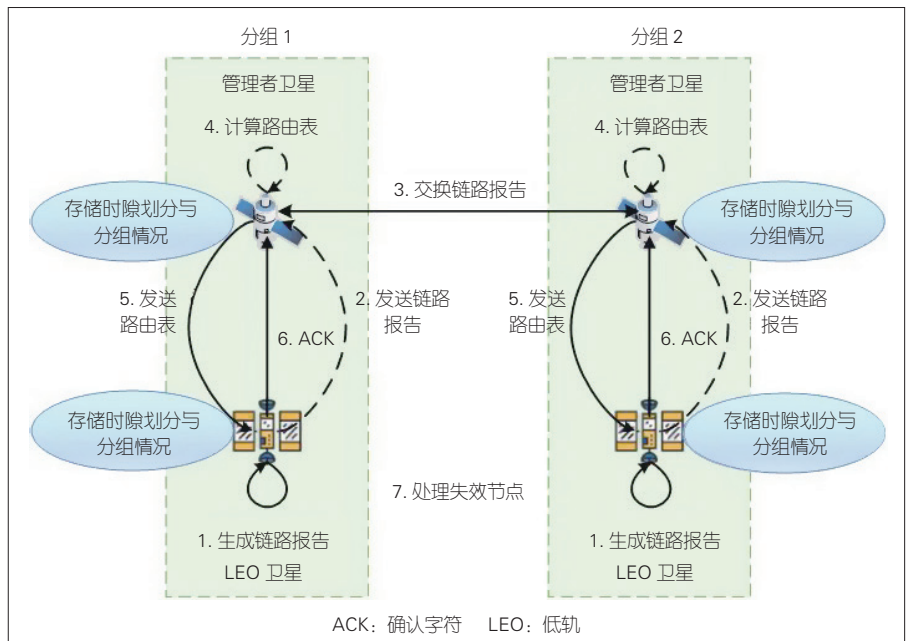 分组 1
分组 2
管理者卫星
管理者卫星
4. 计算路由表
4. 计算路由表
3. 交换链路报告
存储时隙划分与
分组情况
存储时隙划分与
分组情况
5. 发送
路由表
2. 发送链路
报告
5. 发送
路由表
2. 发送链路
报告
6. ACK
6. ACK
存储时隙划分与
分组情况
存储时隙划分与
分组情况
7. 处理失效节点
1. 生成链路报告
LEO 卫星
1. 生成链路报告
LEO 卫星
ACK：确认字符 LEO：低轨